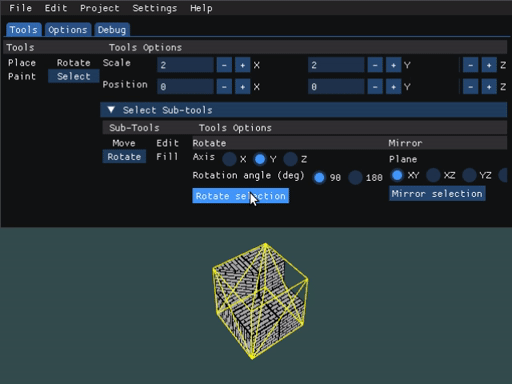 File Edit Project Settings Help
Tools Options Debug
Tools Tools Options
Place Rotate Scale 2 - + X 2 - + Y - + Z
Paint Select Position 0 - + X 0 - + Y - + Z
▼ Select Sub-tools
Sub-Tools Tools Options
Move Edit Rotate Mirror
Rotate Fill Axis X Y Z Plane
Rotation angle (deg) 90 180 XY XZ YZ
Rotate selection Mirror selection